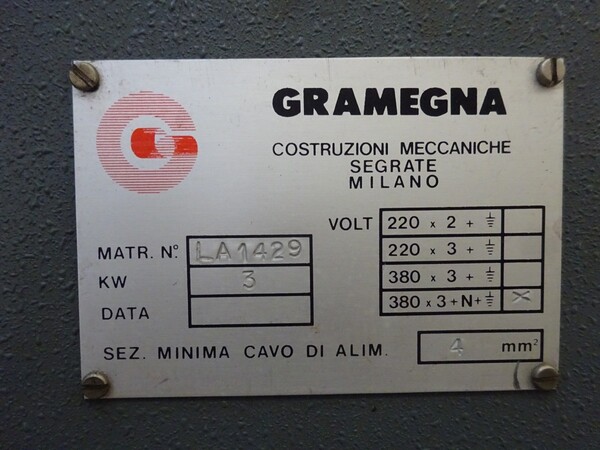 GRAMEGNA
COSTRUZIONI MECCANICHE
SEGRATE
MILANO
VOLT 220 x 2 + ⏚
220 x 3 + ⏚
380 x 3 + ⏚
380 x 3 + N + ⏚ X
MATR. N° LA1429
KW 3
DATA
SEZ. MINIMA CAVO DI ALIM. 4 mm²